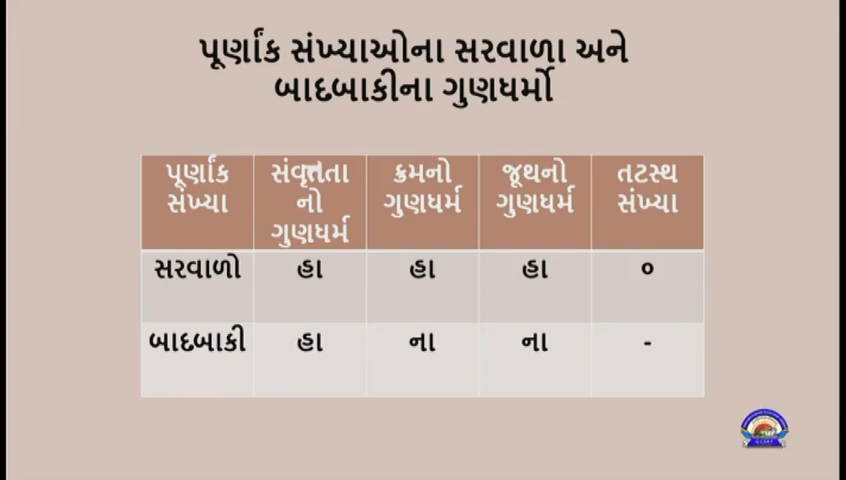 પૂર્ણાંક સંખ્યાઓના સરવાળા અને
બાદબાકીના ગુણધર્મો
પૂર્ણાંક સંખ્યા સંવૃત્તતા નો ગુણધર્મ ક્રમનો ગુણધર્મ જૂથનો ગુણધર્મ તટસ્થ સંખ્યા
સરવાળો હા હા હા ૦
બાદબાકી હા ના ના -